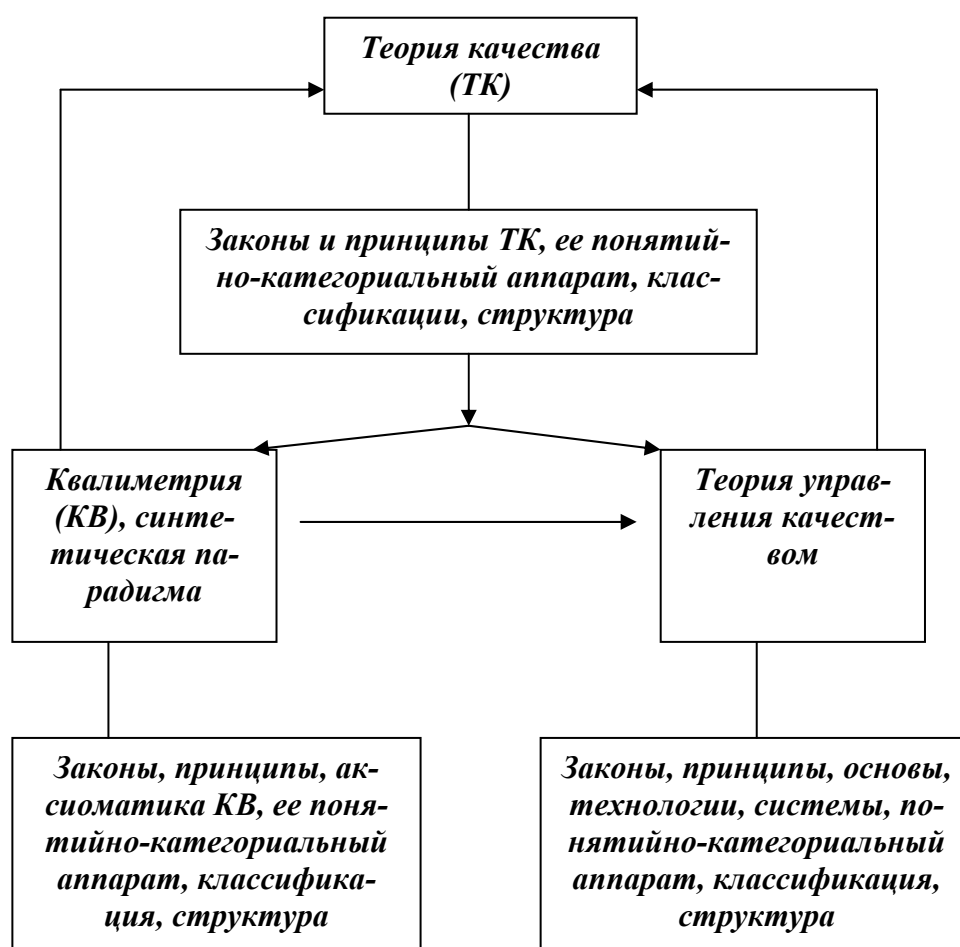 Теория качества
(ТК)
Законы и принципы ТК, ее понятий-
но-категориальный аппарат, клас-
сификации, структура
Квалиметрия
(КВ), синте-
тическая па-
радигма
Теория управ-
ления качест-
вом
Законы, принципы, ак-
сиоматика КВ, ее поня-
тийно-категориальный
аппарат, классифика-
ция, структура
Законы, принципы, основы,
технологии, системы, по-
нятийно-категориальный
аппарат, классификация,
структура